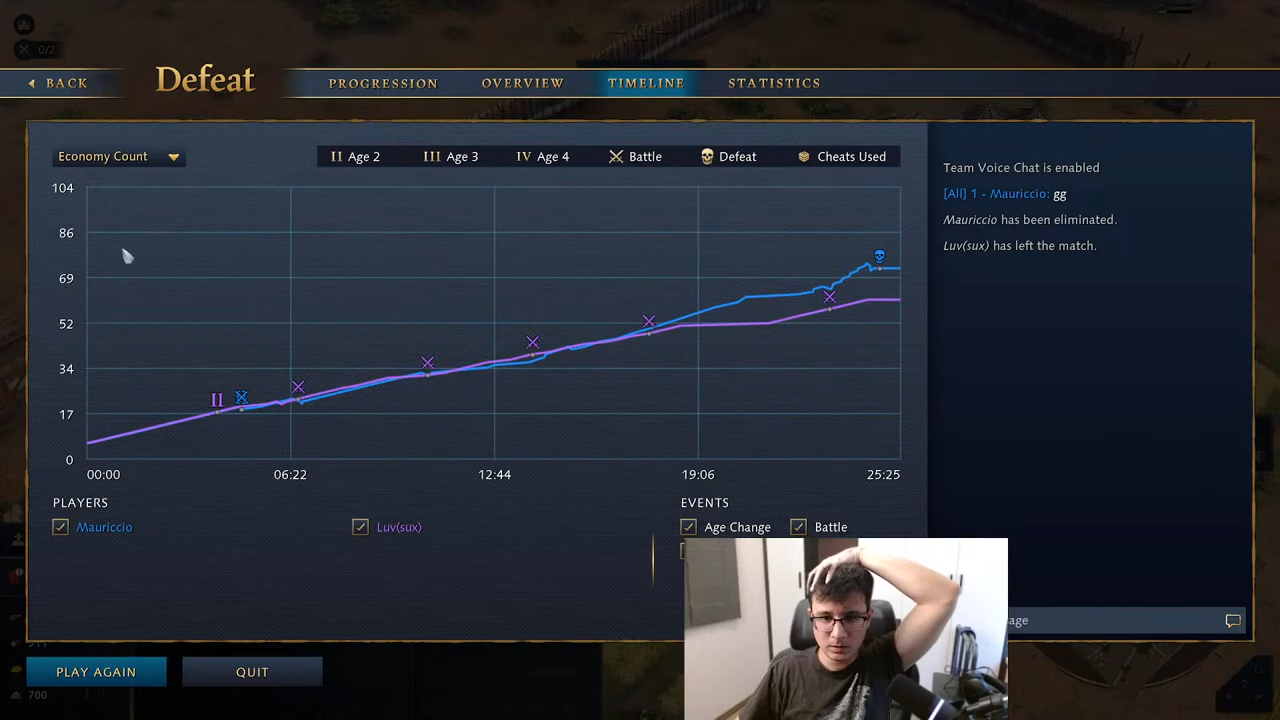 0/2
BACK
Defeat
PROGRESSION
OVERVIEW
TIMELINE
STATISTICS
Economy Count
II Age 2
III Age 3
IV Age 4
Battle
Defeat
Cheats Used
104
86
69
52
34
17
0
II
00:00
06:22
12:44
19:06
25:25
PLAYERS
Mauriccio
Luv(sux)
EVENTS
Age Change
Battle
Team Voice Chat is enabled
[All] 1 - Mauriccio: gg
Mauriccio has been eliminated.
Luv(sux) has left the match.
PLAY AGAIN
QUIT
700